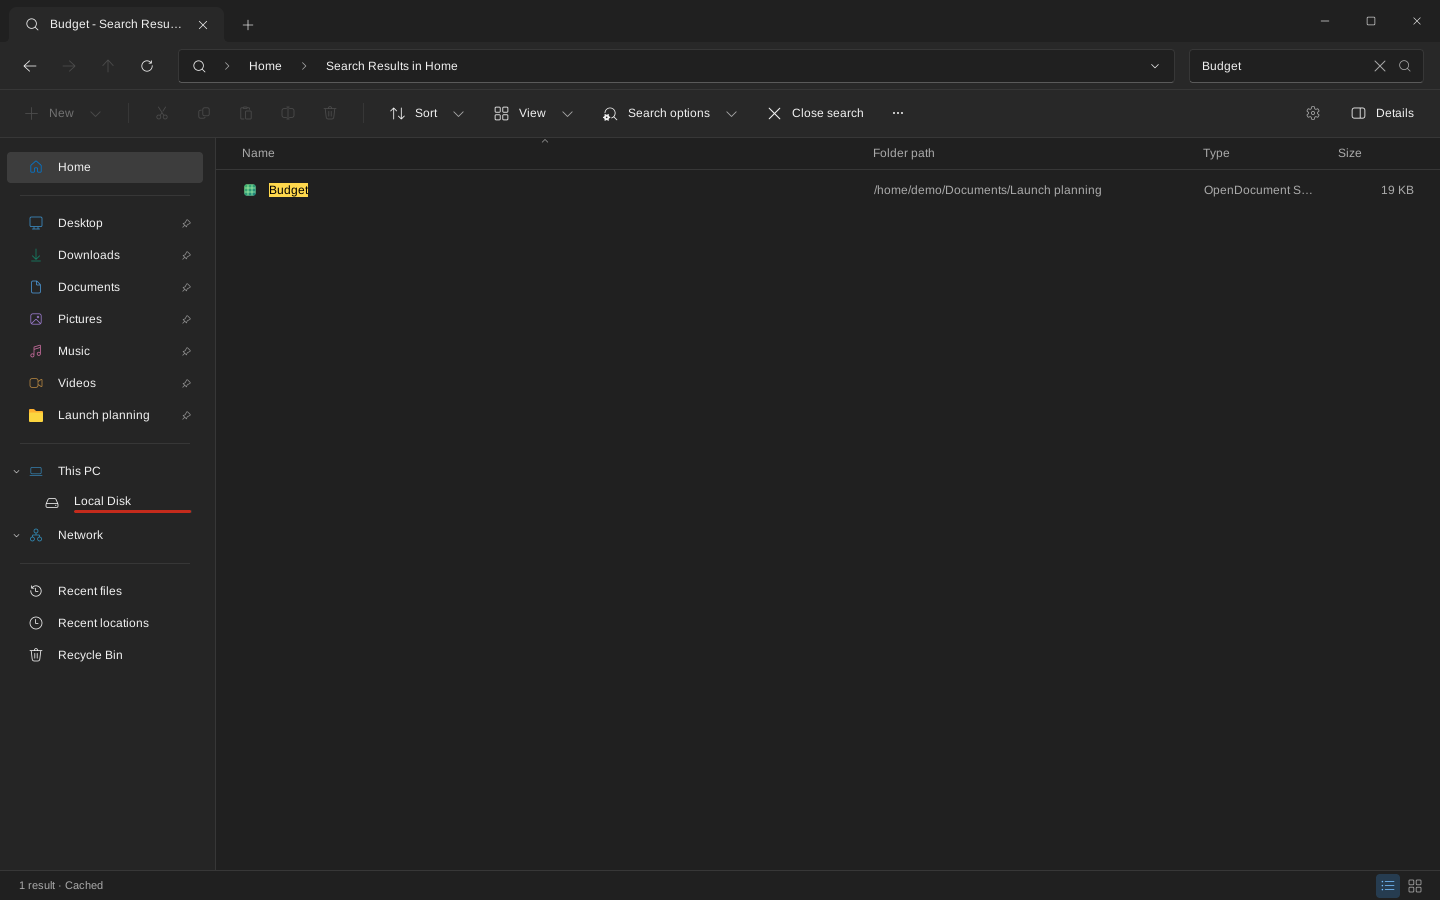 Budget - Search Resu...
Home
Search Results in Home
Budget
New
Sort
View
Search options
Close search
Details
Name
Folder path
Type
Size
Home
Budget
/home/demo/Documents/Launch planning
OpenDocument S...
19 KB
Desktop
Downloads
Documents
Pictures
Music
Videos
Launch planning
This PC
Local Disk
Network
Recent files
Recent locations
Recycle Bin
1 result · Cached